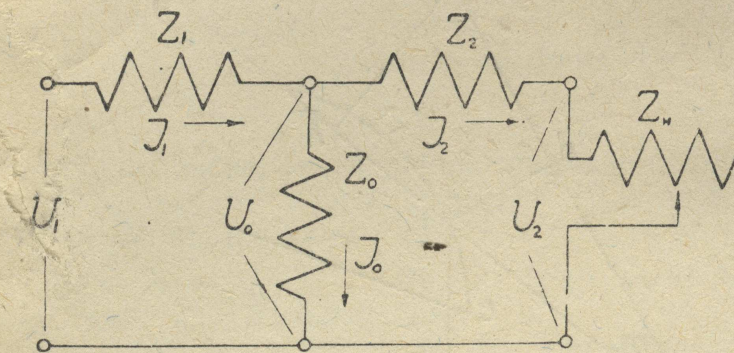 Z₁ Z₂
Zн
J₁ J₂
Z₀
U₁ U₀ U₂
J₀